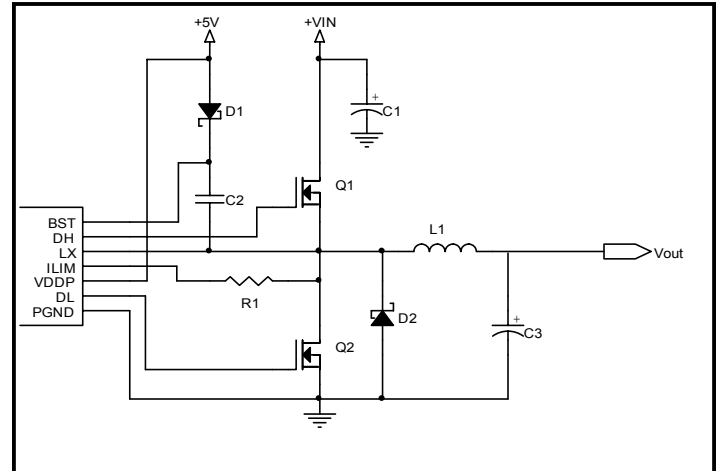 +5V
+VIN
D1
+
C1
Q1
C2
BST
DH
LX
ILIM
VDDP
DL
PGND
L1
Vout
R1
D2
+
C3
Q2